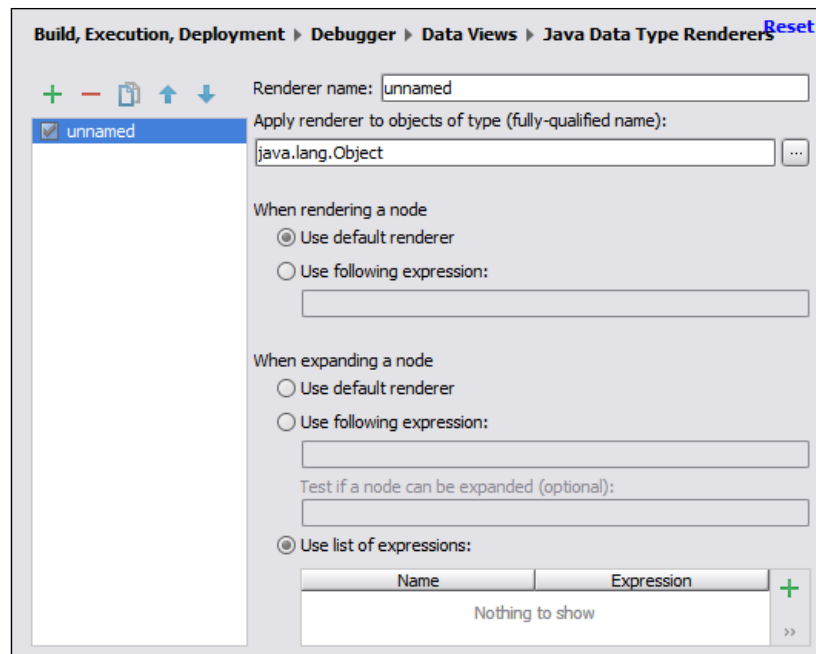 Build, Execution, Deployment ▸ Debugger ▸ Data Views ▸ Java Data Type Renderers Reset
Renderer name: unnamed
unnamed
Apply renderer to objects of type (fully-qualified name):
java.lang.Object ...
When rendering a node
Use default renderer
Use following expression:
When expanding a node
Use default renderer
Use following expression:
Test if a node can be expanded (optional):
Use list of expressions:
Name Expression
Nothing to show